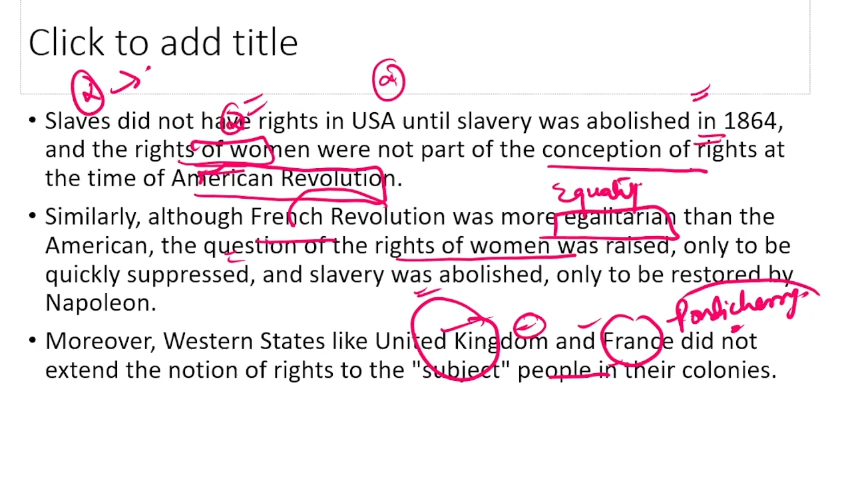 Click to add title
• Slaves did not have rights in USA until slavery was abolished in 1864,
and the rights of women were not part of the conception of rights at
the time of American Revolution.
Equality
• Similarly, although French Revolution was more egalitarian than the
American, the question of the rights of women was raised, only to be
quickly suppressed, and slavery was abolished, only to be restored by
Napoleon.
Pondicherry
• Moreover, Western States like United Kingdom and France did not
extend the notion of rights to the "subject" people in their colonies.